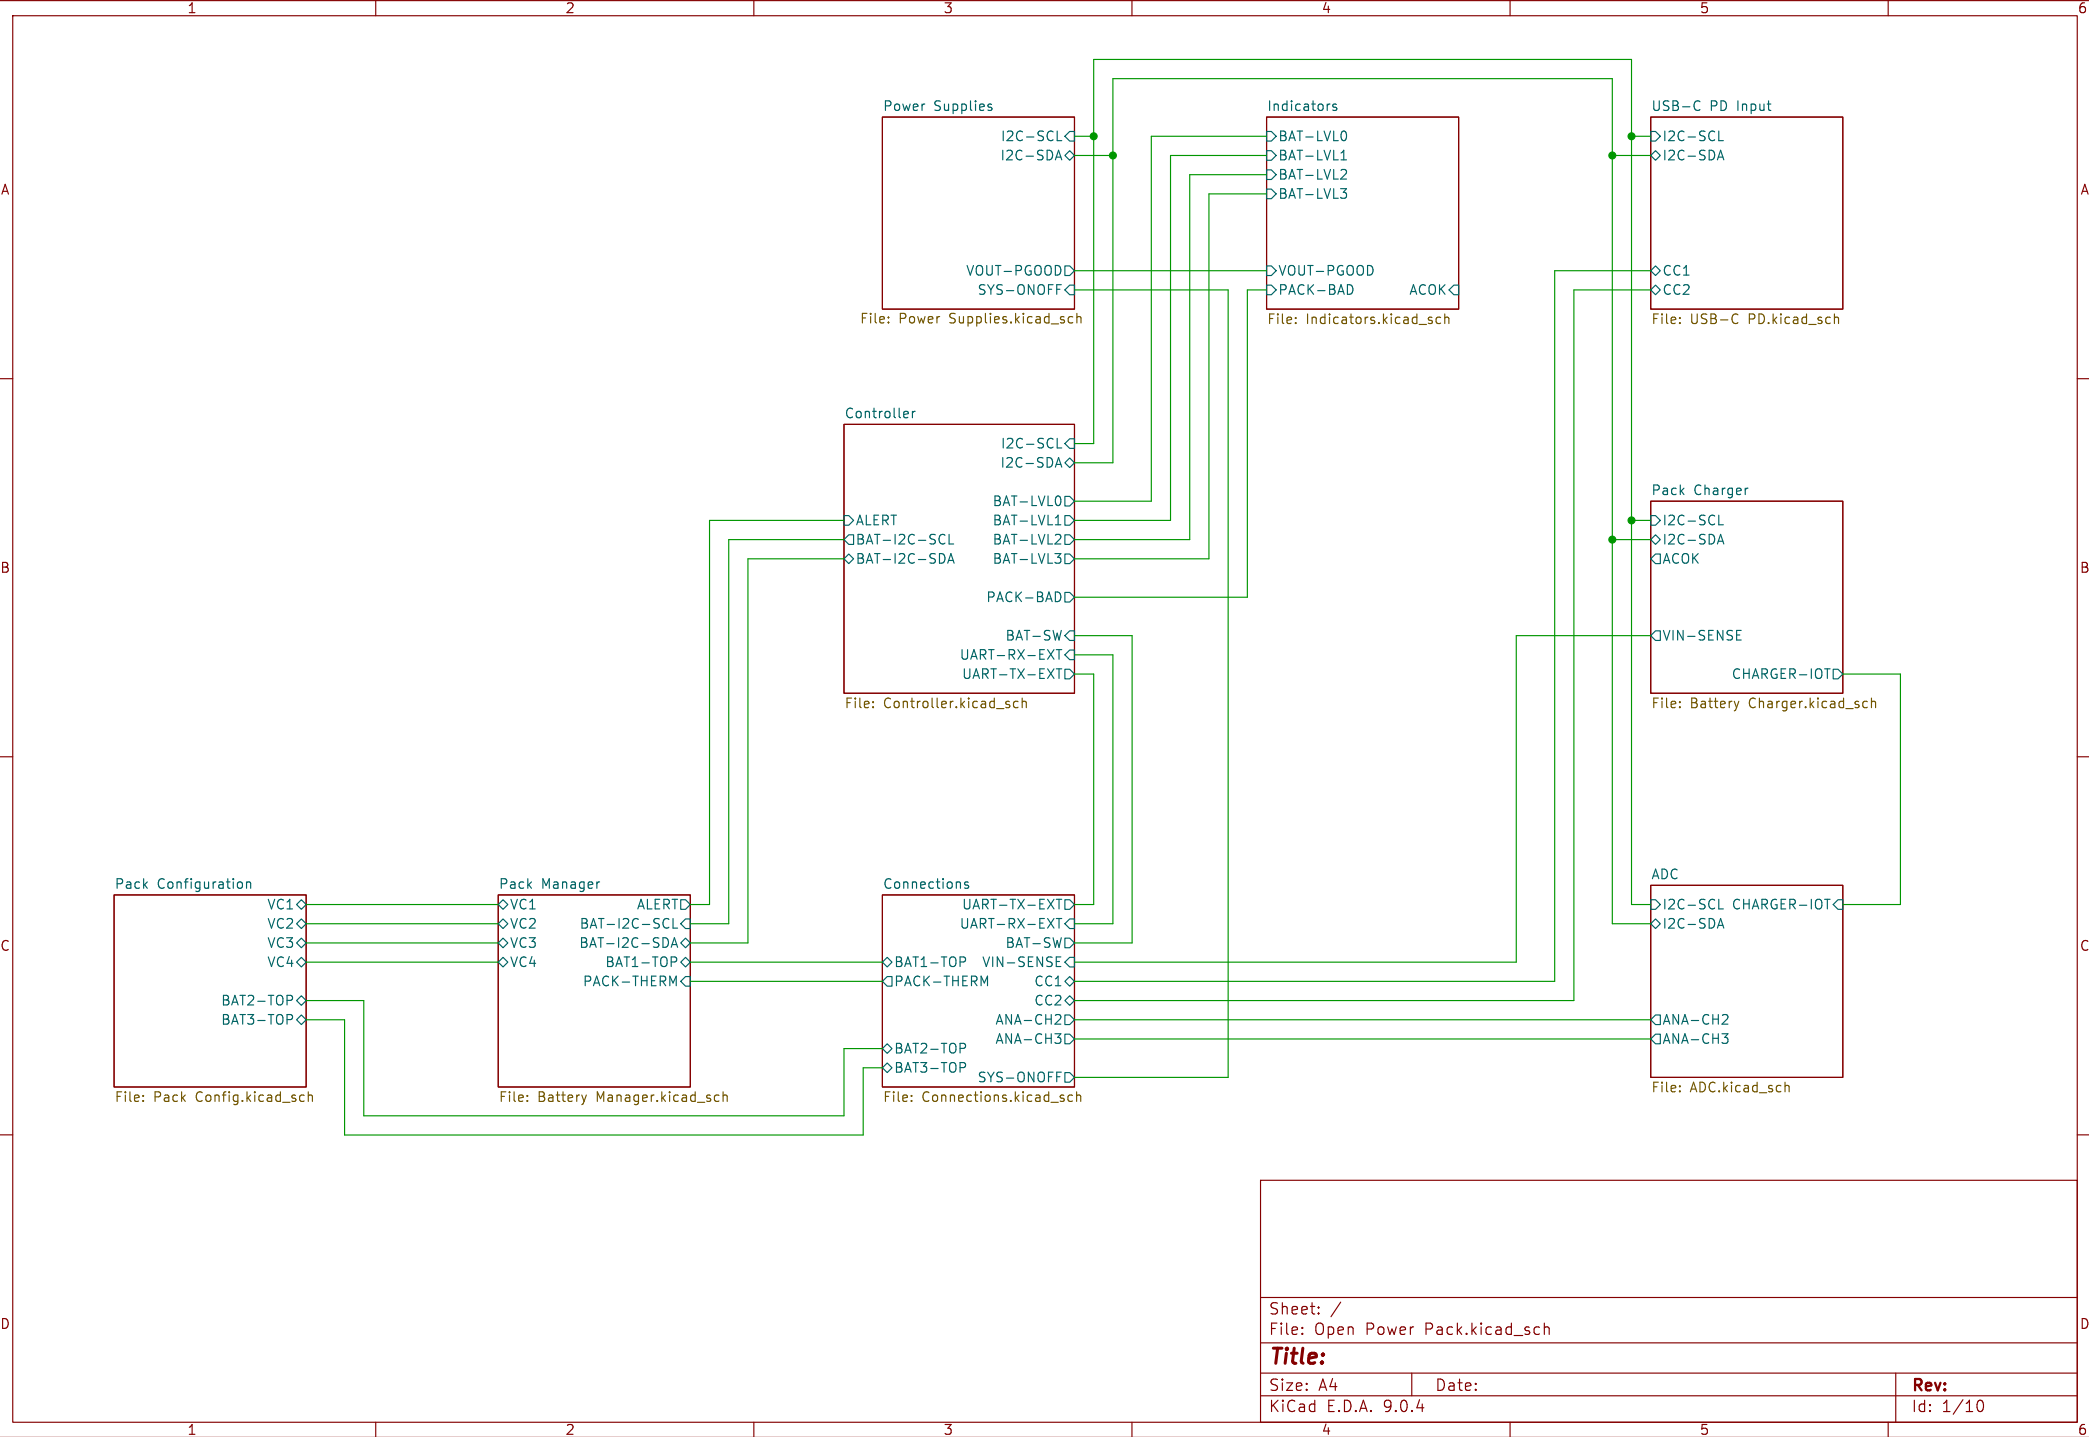 1 2 3 4 5 6
Power Supplies
I2C-SCL
I2C-SDA
VOUT-PGOOD
SYS-ONOFF
File: Power Supplies.kicad_sch
Indicators
BAT-LVL0
BAT-LVL1
BAT-LVL2
BAT-LVL3
VOUT-PGOOD
PACK-BAD ACOK
File: Indicators.kicad_sch
USB-C PD Input
I2C-SCL
I2C-SDA
CC1
CC2
File: USB-C PD.kicad_sch
A A
Controller
I2C-SCL
I2C-SDA
BAT-LVL0
ALERT BAT-LVL1
BAT-I2C-SCL BAT-LVL2
BAT-I2C-SDA BAT-LVL3
PACK-BAD
BAT-SW
UART-RX-EXT
UART-TX-EXT
File: Controller.kicad_sch
Pack Charger
I2C-SCL
I2C-SDA
ACOK
VIN-SENSE
CHARGER-IOT
File: Battery Charger.kicad_sch
B B
Pack Configuration
VC1
VC2
VC3
VC4
BAT2-TOP
BAT3-TOP
File: Pack Config.kicad_sch
Pack Manager
VC1 ALERT
VC2 BAT-I2C-SCL
VC3 BAT-I2C-SDA
VC4 BAT1-TOP
PACK-THERM
File: Battery Manager.kicad_sch
Connections
UART-TX-EXT
UART-RX-EXT
BAT-SW
BAT1-TOP VIN-SENSE
PACK-THERM CC1
CC2
ANA-CH2
ANA-CH3
BAT2-TOP
BAT3-TOP
SYS-ONOFF
File: Connections.kicad_sch
ADC
I2C-SCL CHARGER-IOT
I2C-SDA
ANA-CH2
ANA-CH3
File: ADC.kicad_sch
C C
Sheet: /
File: Open Power Pack.kicad_sch
Title:
Size: A4 Date: Rev:
KiCad E.D.A. 9.0.4 Id: 1/10
D D
1 2 3 4 5 6